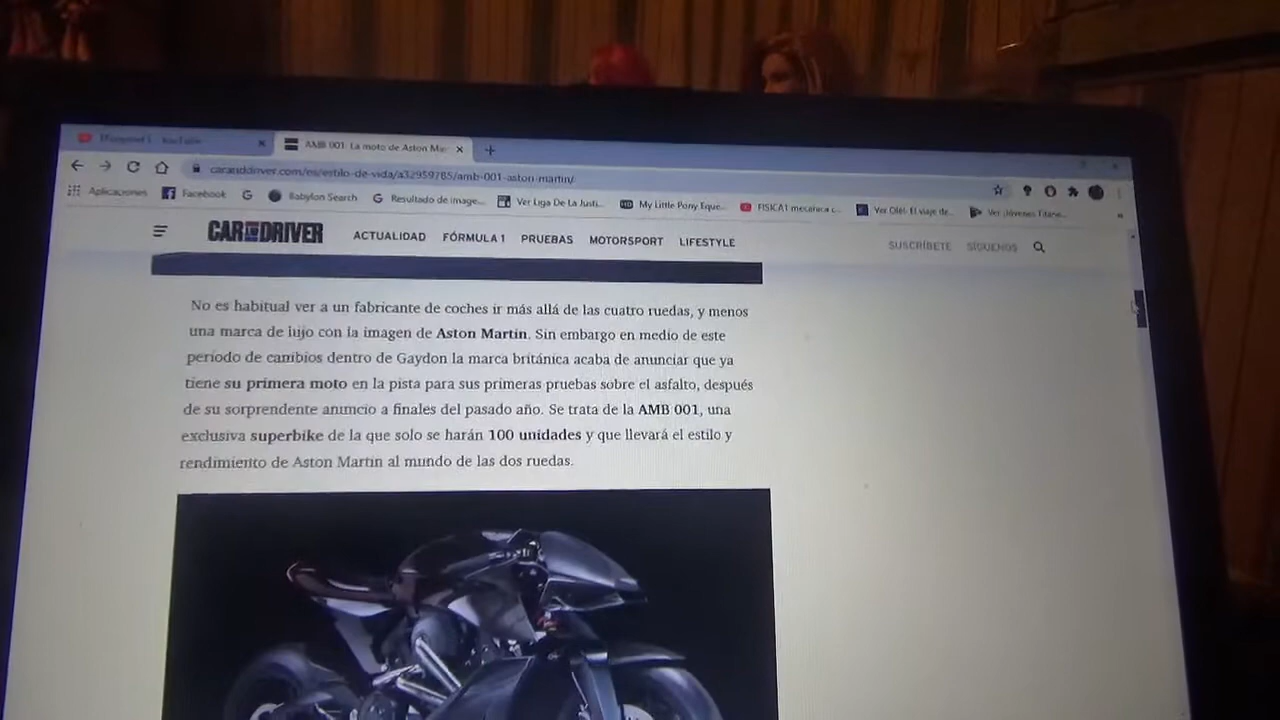 AMB 001: La moto de Aston Ma
caranddriver.com/es/estilo-de-vida/a32959785/amb-001-aston-martin/
Aplicaciones Facebook Babylon Search Resultado de image... Ver Liga De La Justi... My Little Pony Eque... FISICA1 mecanica c... Ver Olé!: El viaje de... Ver ¡Jóvenes Titane...
CAR AND DRIVER ACTUALIDAD FÓRMULA 1 PRUEBAS MOTORSPORT LIFESTYLE SUSCRÍBETE SÍGUENOS
No es habitual ver a un fabricante de coches ir más allá de las cuatro ruedas, y menos
una marca de lujo con la imagen de Aston Martin. Sin embargo en medio de este
periodo de cambios dentro de Gaydon la marca británica acaba de anunciar que ya
tiene su primera moto en la pista para sus primeras pruebas sobre el asfalto, después
de su sorprendente anuncio a finales del pasado año. Se trata de la AMB 001, una
exclusiva superbike de la que solo se harán 100 unidades y que llevará el estilo y
rendimiento de Aston Martin al mundo de las dos ruedas.